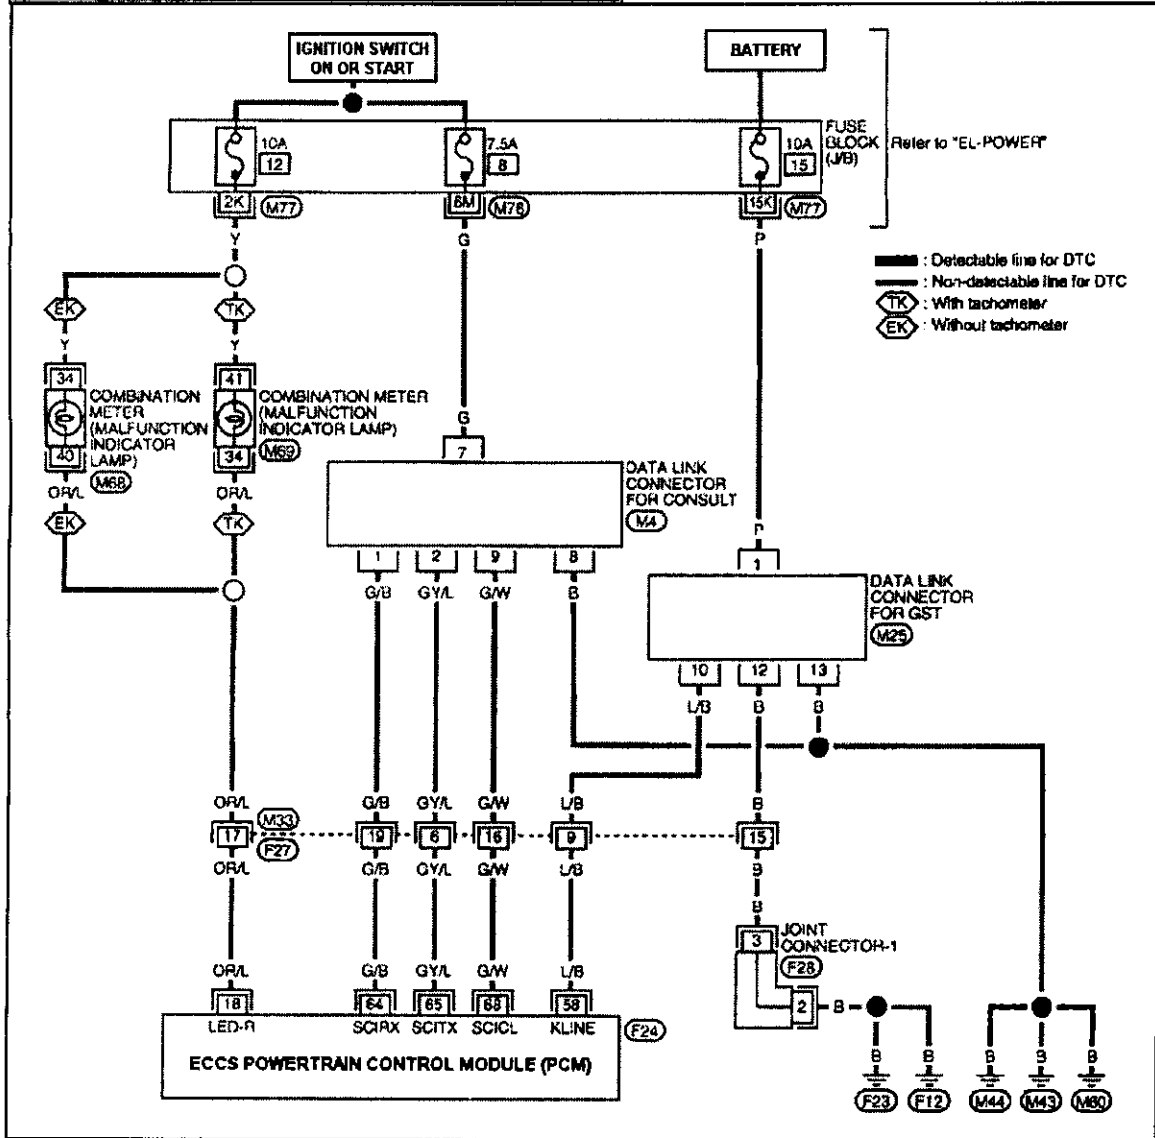 IGNITION SWITCH
ON OR START
BATTERY
10A
12
7.5A
8
10A
15
FUSE
BLOCK
(J/B)
Refer to "EL-POWER"
2K
M77
6M
M76
15K
M77
Y
G
P
: Detectable line for DTC
: Non-detectable line for DTC
TK
: With tachometer
EK
: Without tachometer
EK
TK
Y
Y
34
COMBINATION
METER
(MALFUNCTION
INDICATOR
LAMP)
40
M68
41
COMBINATION METER
(MALFUNCTION
INDICATOR LAMP)
M69
34
OR/L
OR/L
EK
TK
G
7
DATA LINK
CONNECTOR
FOR CONSULT
M4
1
2
9
8
G/B
GY/L
G/W
B
P
1
DATA LINK
CONNECTOR
FOR GST
M25
10
12
13
L/B
B
B
OR/L
G/B
GY/L
G/W
L/B
B
17
M33
F27
19
6
16
9
15
OR/L
G/B
GY/L
G/W
L/B
B
B
3
JOINT
CONNECTOR-1
F28
2
B
OR/L
G/B
GY/L
G/W
L/B
18
64
65
68
58
LED-R
SCIRX
SCITX
SCICL
KLINE
F24
ECCS POWERTRAIN CONTROL MODULE (PCM)
B
B
B
B
B
F23
F12
M44
M43
M60